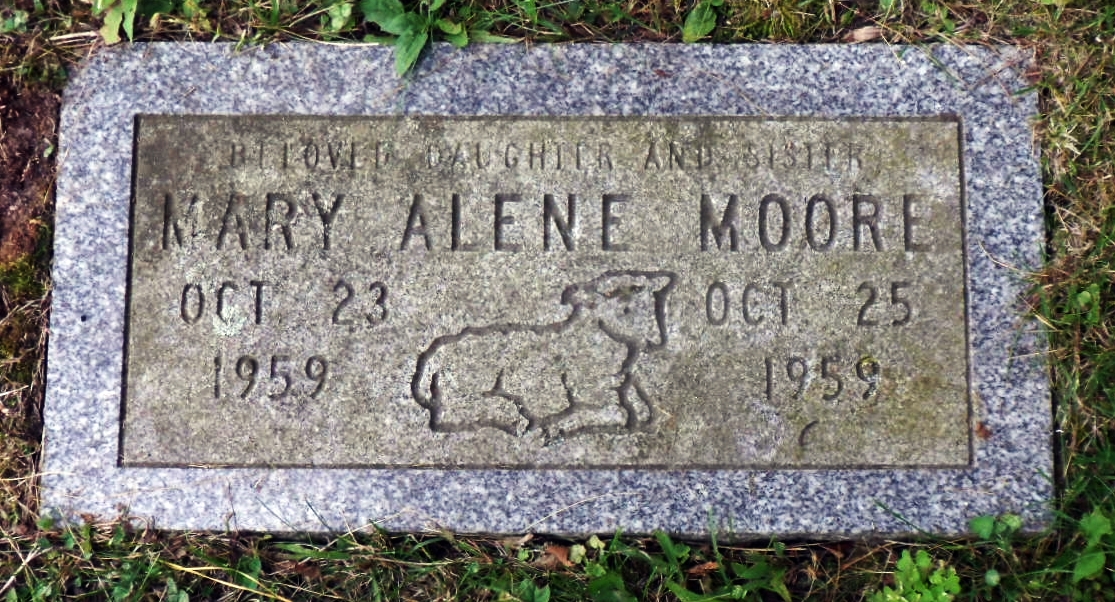 BELOVED DAUGHTER AND SISTER
MARY ALENE MOORE
OCT. 23 OCT 25
1959 1959